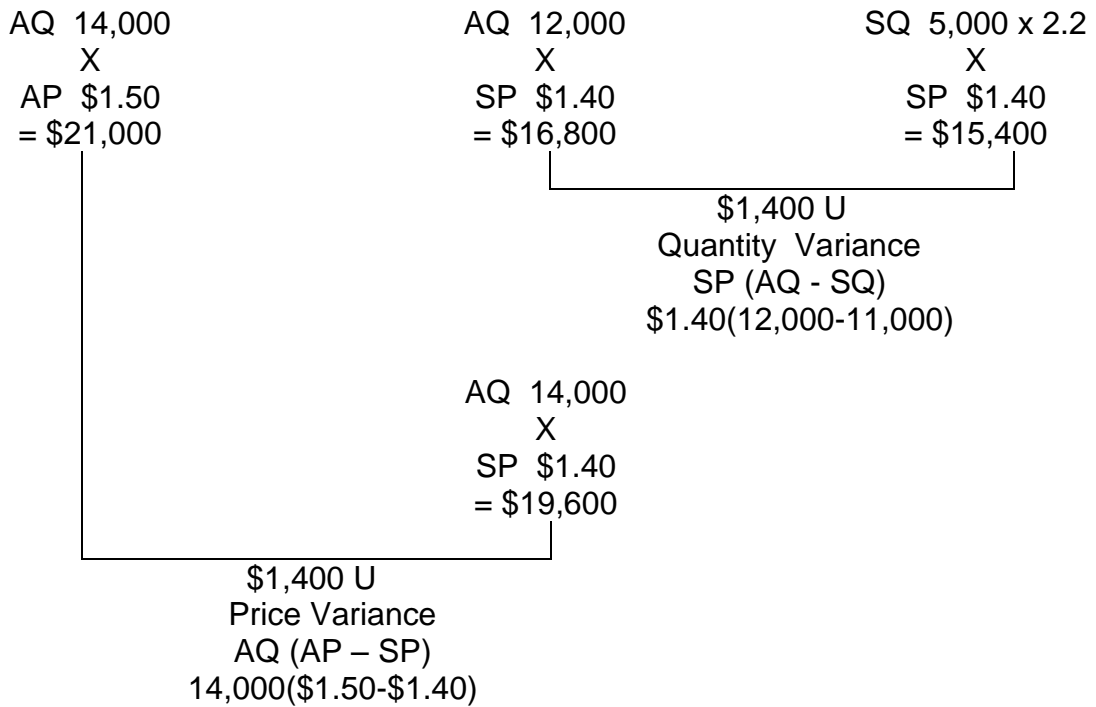 AQ 14,000
X
AP $1.50
= $21,000
AQ 12,000
X
SP $1.40
= $16,800
SQ 5,000 x 2.2
X
SP $1.40
= $15,400
$1,400 U
Quantity Variance
SP (AQ - SQ)
$1.40(12,000-11,000)
AQ 14,000
X
SP $1.40
= $19,600
$1,400 U
Price Variance
AQ (AP – SP)
14,000($1.50-$1.40)